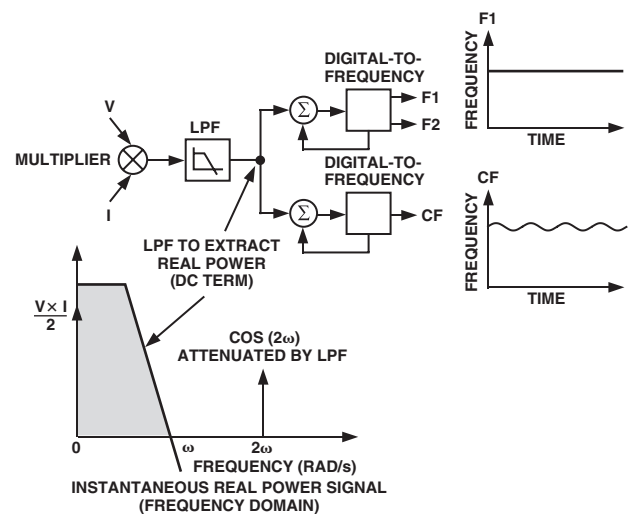 F1
DIGITAL-TO-
FREQUENCY
V
LPF
Σ
F1
F2
FREQUENCY
TIME
MULTIPLIER
I
DIGITAL-TO-
FREQUENCY
Σ
CF
CF
FREQUENCY
TIME
LPF TO EXTRACT
REAL POWER
(DC TERM)
V × I
2
COS (2ω)
ATTENUATED BY LPF
0
ω
2ω
FREQUENCY (RAD/s)
INSTANTANEOUS REAL POWER SIGNAL
(FREQUENCY DOMAIN)